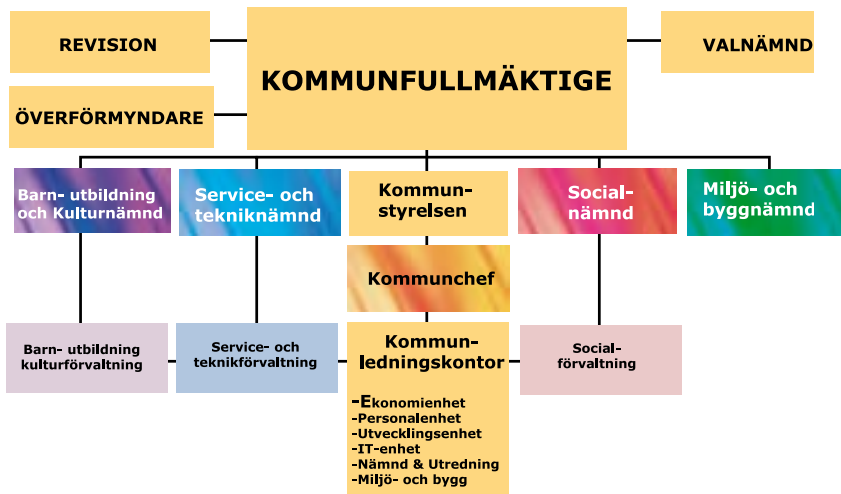 REVISION
KOMMUNFULLMÄKTIGE
VALNÄMND
ÖVERFÖRMYNDARE
Barn- utbildning
och Kulturnämnd
Service- och
tekniknämnd
Kommun-
styrelsen
Social-
nämnd
Miljö- och
byggnämnd
Kommunchef
Barn- utbildning
kulturförvaltning
Service- och
teknikförvaltning
Kommun-
ledningskontor
-Ekonomienhet
-Personalenhet
-Utvecklingsenhet
-IT-enhet
-Nämnd & Utredning
-Miljö- och bygg
Social-
förvaltning